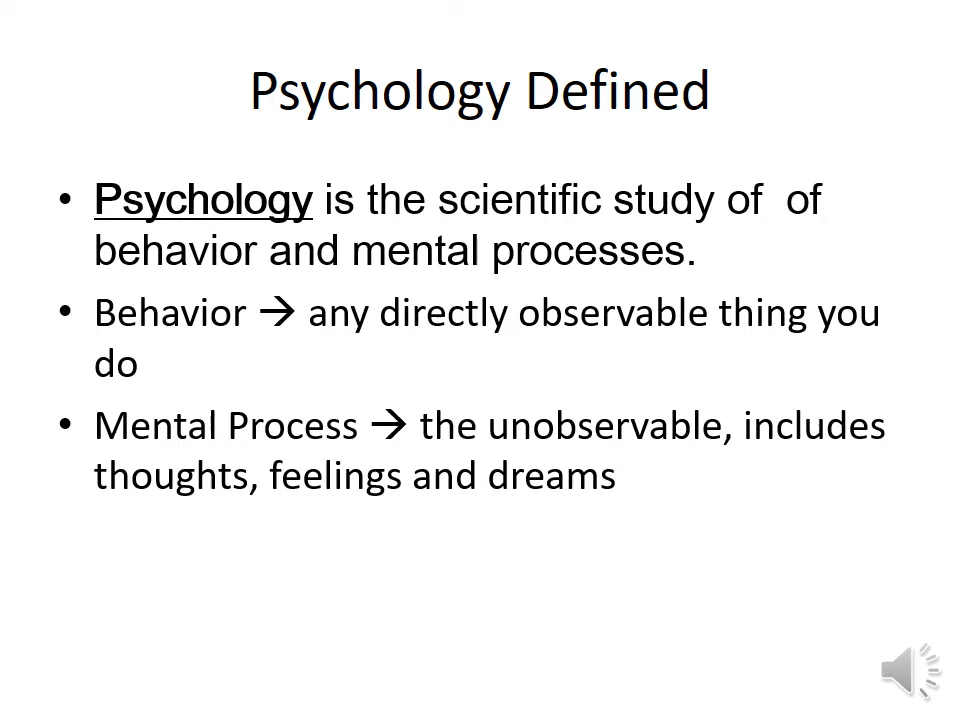 Psychology Defined
• Psychology is the scientific study of  of
behavior and mental processes.
• Behavior → any directly observable thing you
do
• Mental Process → the unobservable, includes
thoughts, feelings and dreams